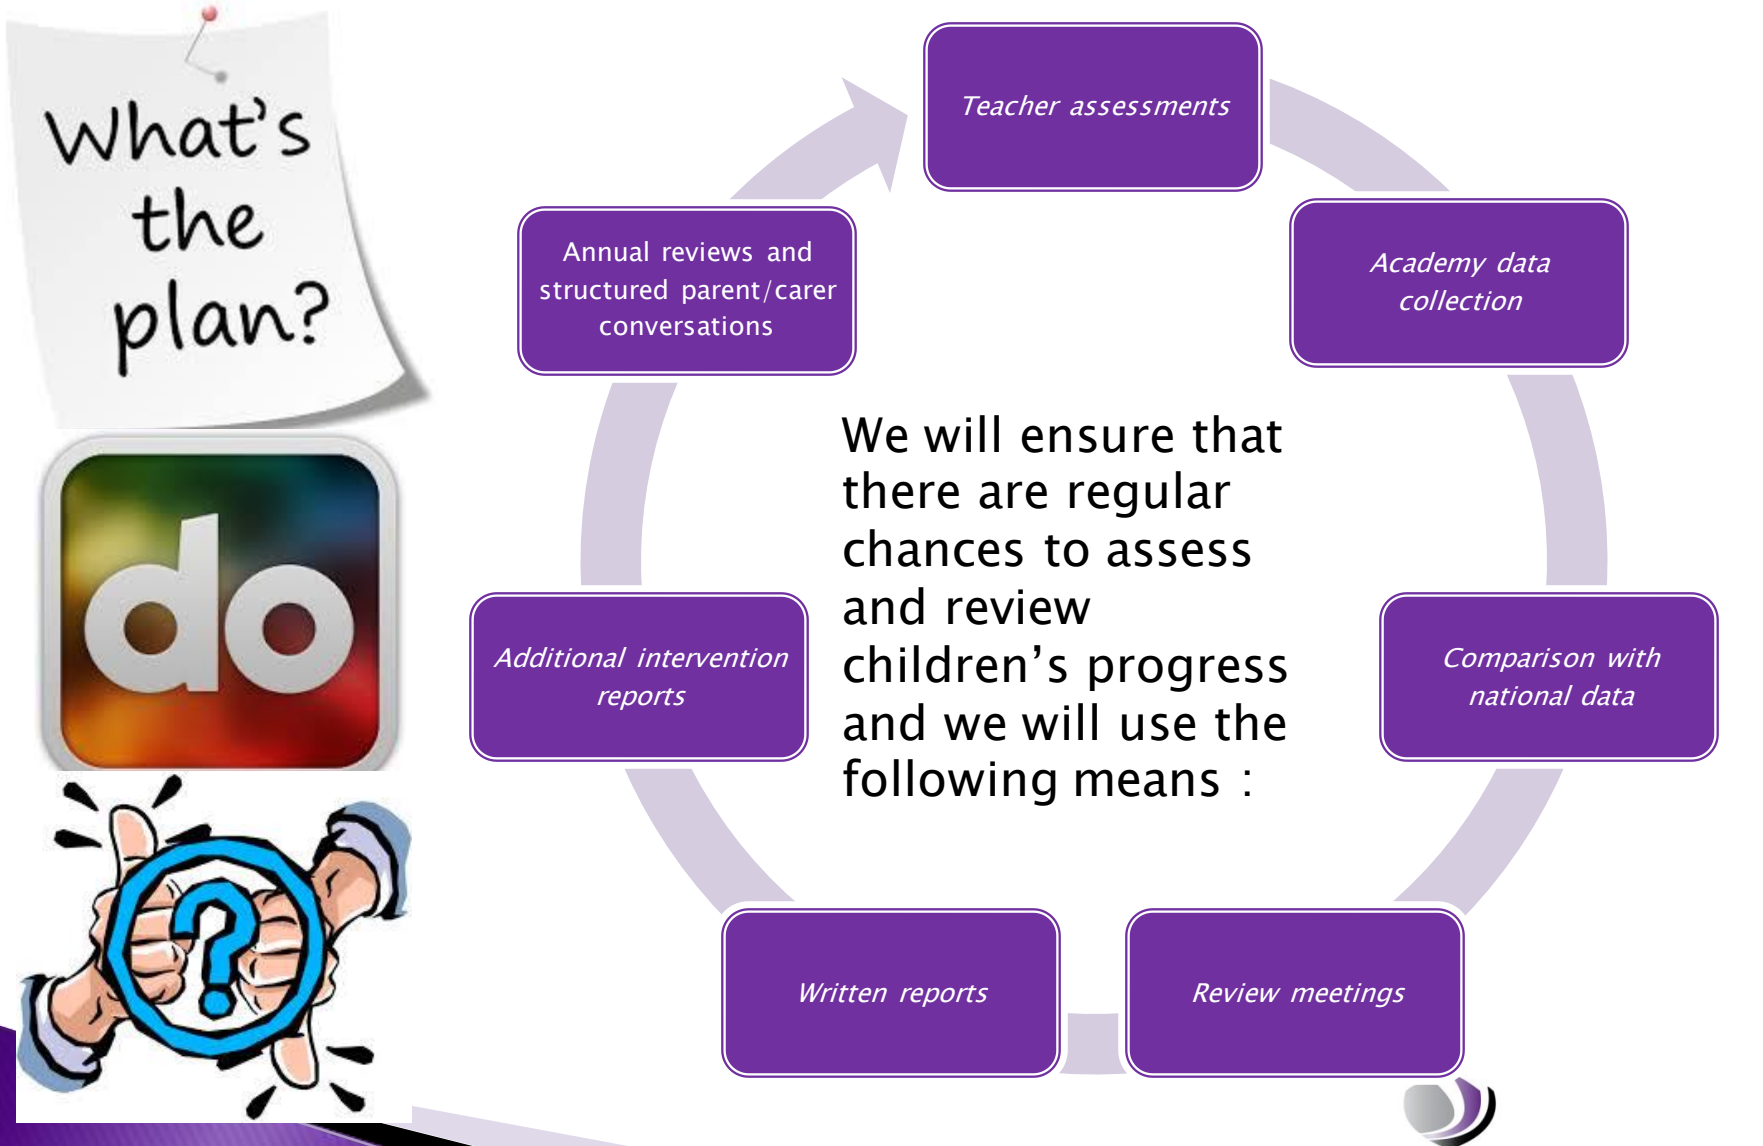 What's
the
plan?
do
?
Teacher assessments
Academy data
collection
Comparison with
national data
Review meetings
Written reports
Additional intervention
reports
Annual reviews and
structured parent/carer
conversations
We will ensure that
there are regular
chances to assess
and review
children’s progress
and we will use the
following means :